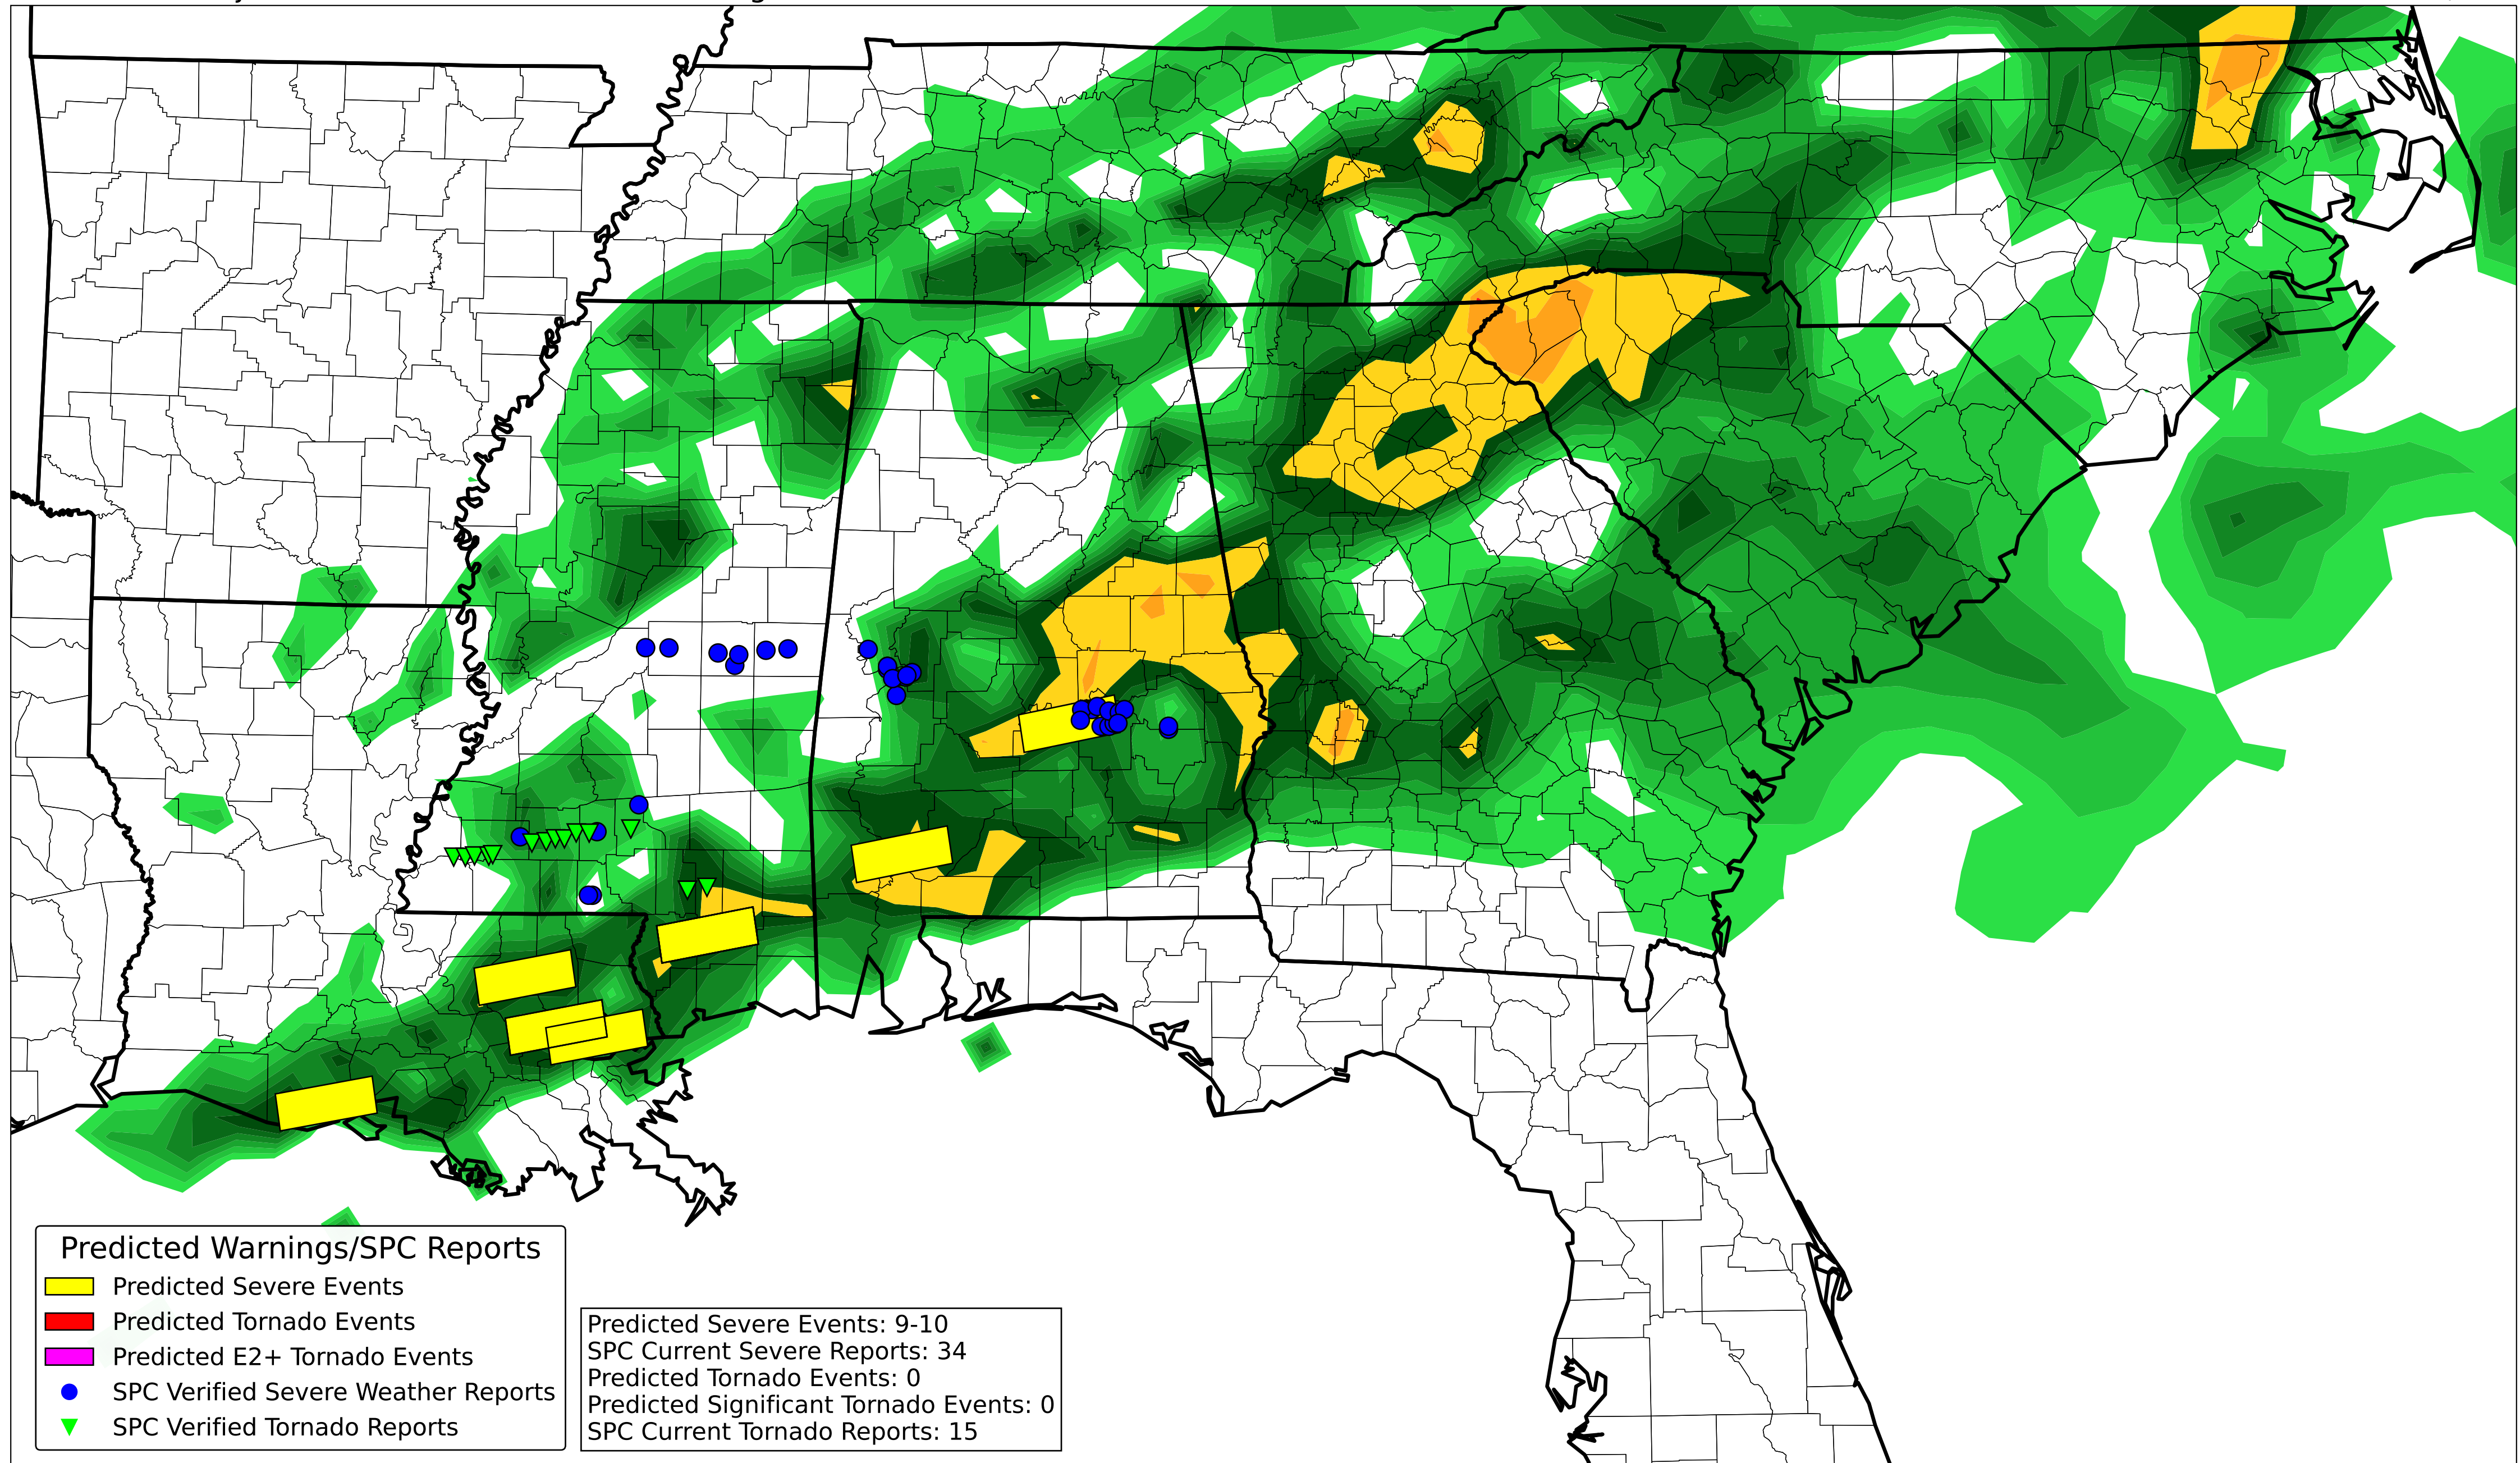 Predicted Warnings/SPC Reports
Predicted Severe Events
Predicted Tornado Events
Predicted E2+ Tornado Events
SPC Verified Severe Weather Reports
SPC Verified Tornado Reports
Predicted Severe Events: 9-10
SPC Current Severe Reports: 34
Predicted Tornado Events: 0
Predicted Significant Tornado Events: 0
SPC Current Tornado Reports: 15